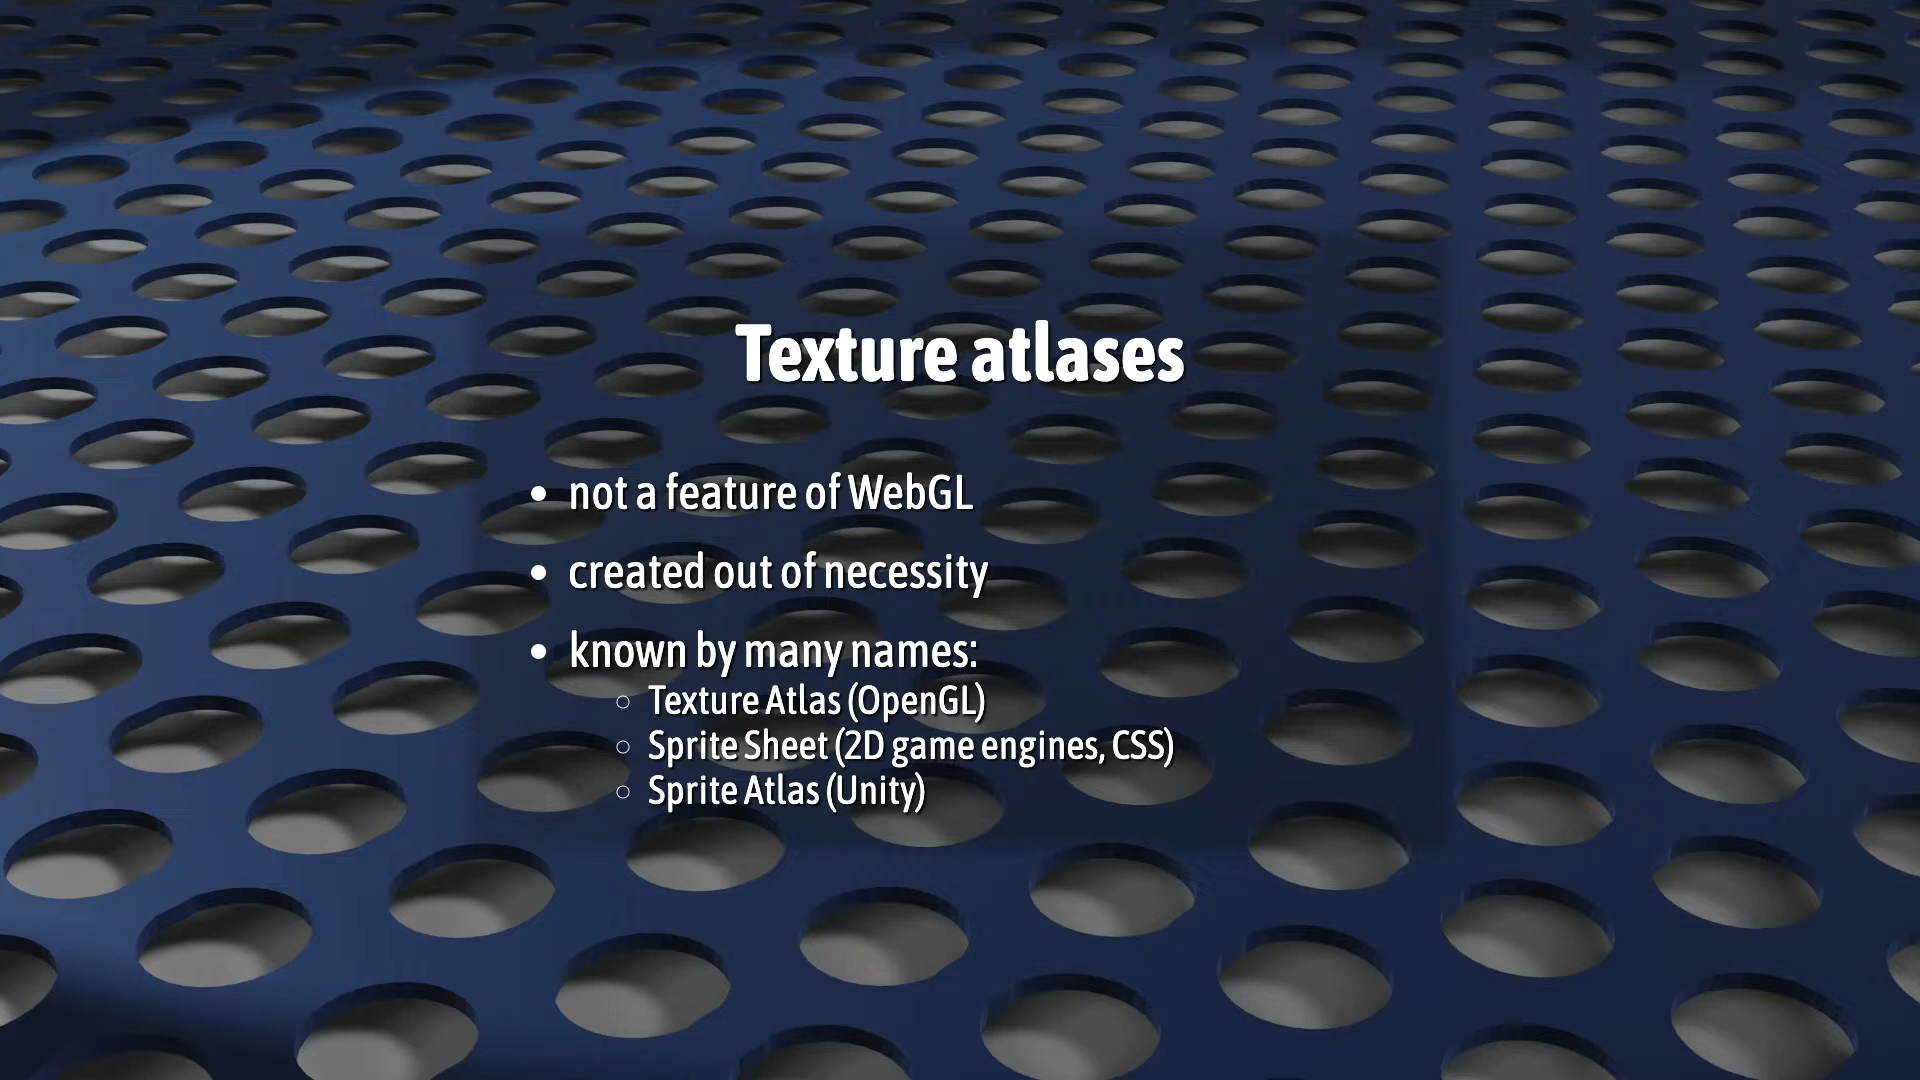 Texture atlases
• not a feature of WebGL
• created out of necessity
• known by many names:
○ Texture Atlas (OpenGL)
○ Sprite Sheet (2D game engines, CSS)
○ Sprite Atlas (Unity)